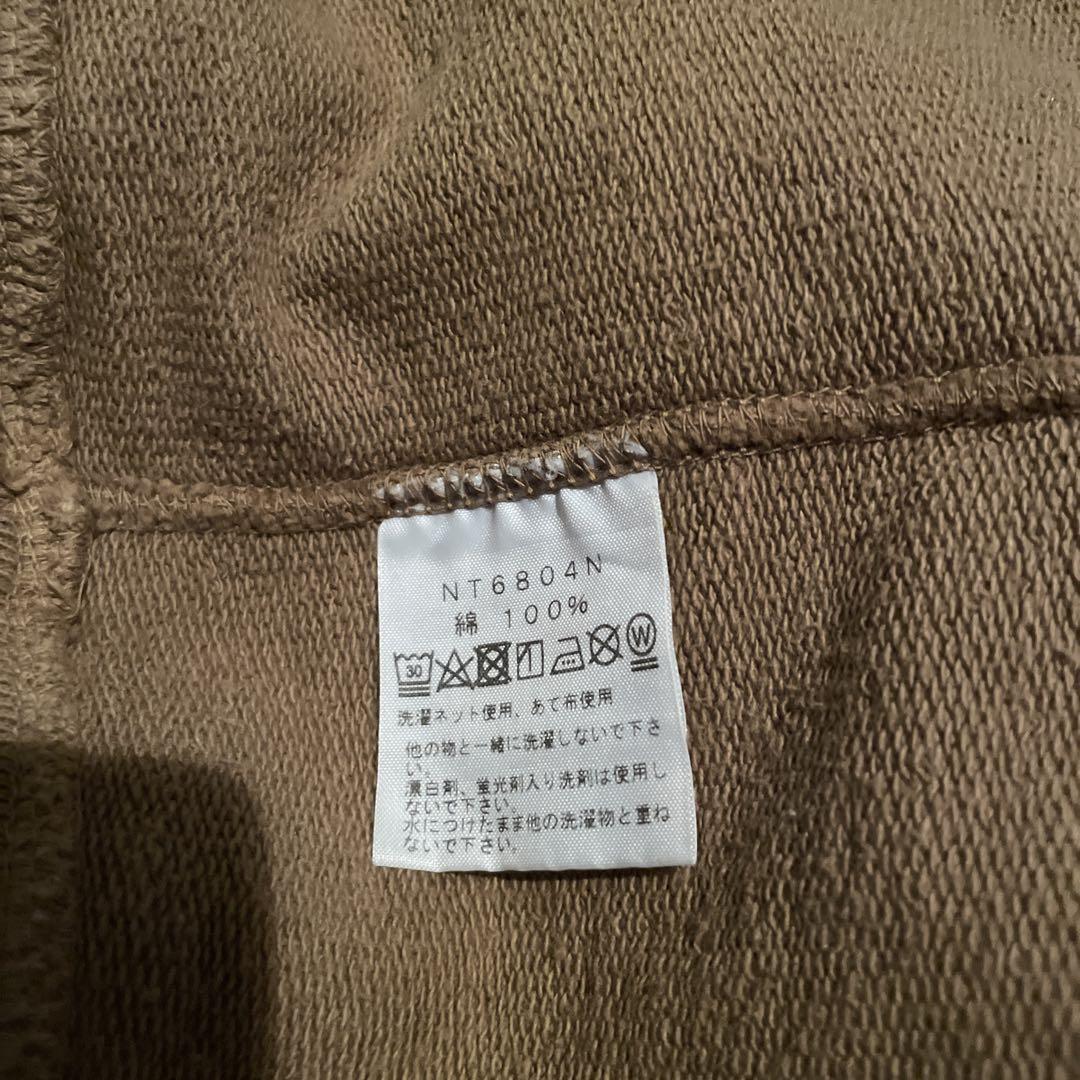 NT6804N
綿 100%
30 W
洗濯ネット使用、あて布使用
他の物と一緒に洗濯しないで下さ
い。
漂白剤、蛍光剤入り洗剤は使用し
ないで下さい。
水につけたまま他の洗濯物と重ね
ないで下さい。